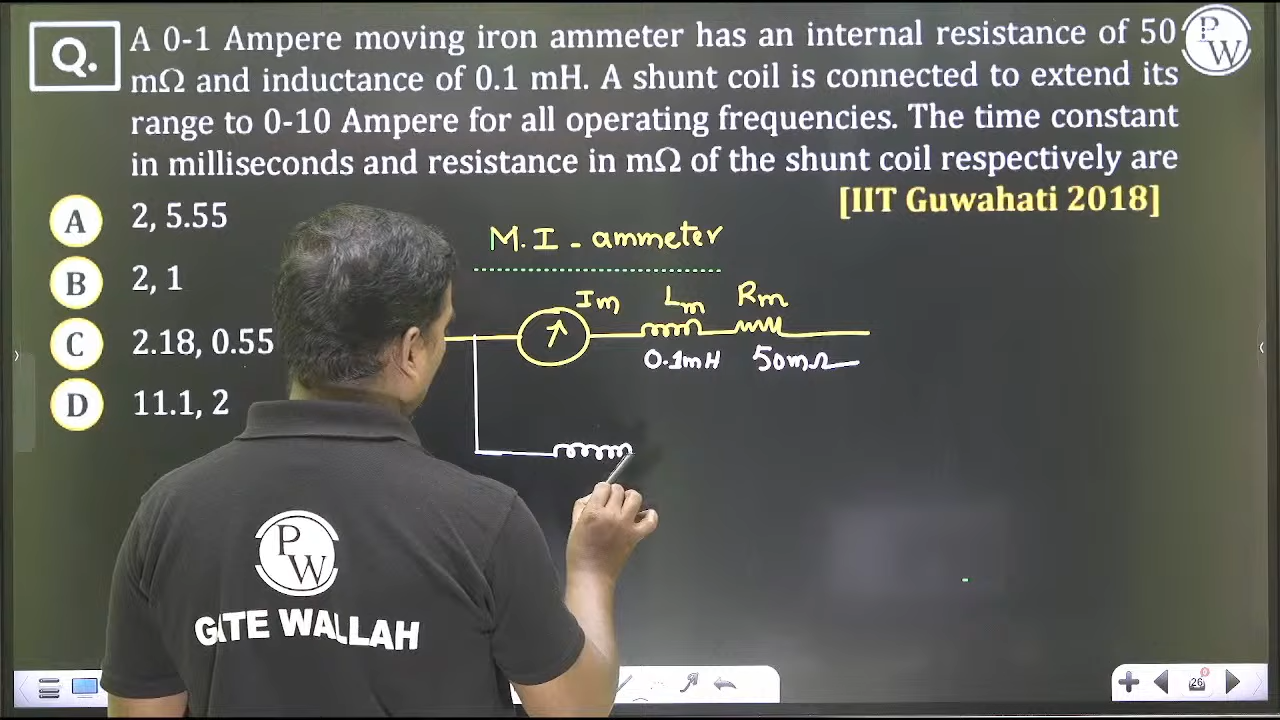 Q.
A 0-1 Ampere moving iron ammeter has an internal resistance of 50
mΩ and inductance of 0.1 mH. A shunt coil is connected to extend its
range to 0-10 Ampere for all operating frequencies. The time constant
in milliseconds and resistance in mΩ of the shunt coil respectively are
[IIT Guwahati 2018]
A 2, 5.55
B 2, 1
C 2.18, 0.55
D 11.1, 2
M.I - ammeter
Im Lm Rm
0.1mH 50mΩ
P
W
P
W
GATE WALLAH
26